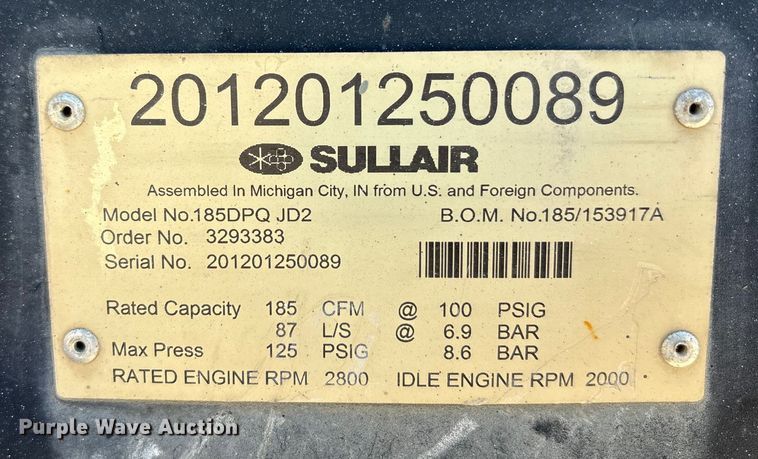 201201250089
SULLAIR
Assembled In Michigan City, IN from U.S. and Foreign Components.
Model No.185DPQ JD2 B.O.M. No.185/153917A
Order No. 3293383
Serial No. 201201250089
Rated Capacity 185 CFM @ 100 PSIG
87 L/S @ 6.9 BAR
Max Press 125 PSIG 8.6 BAR
RATED ENGINE RPM 2800 IDLE ENGINE RPM 2000
Purple Wave Auction